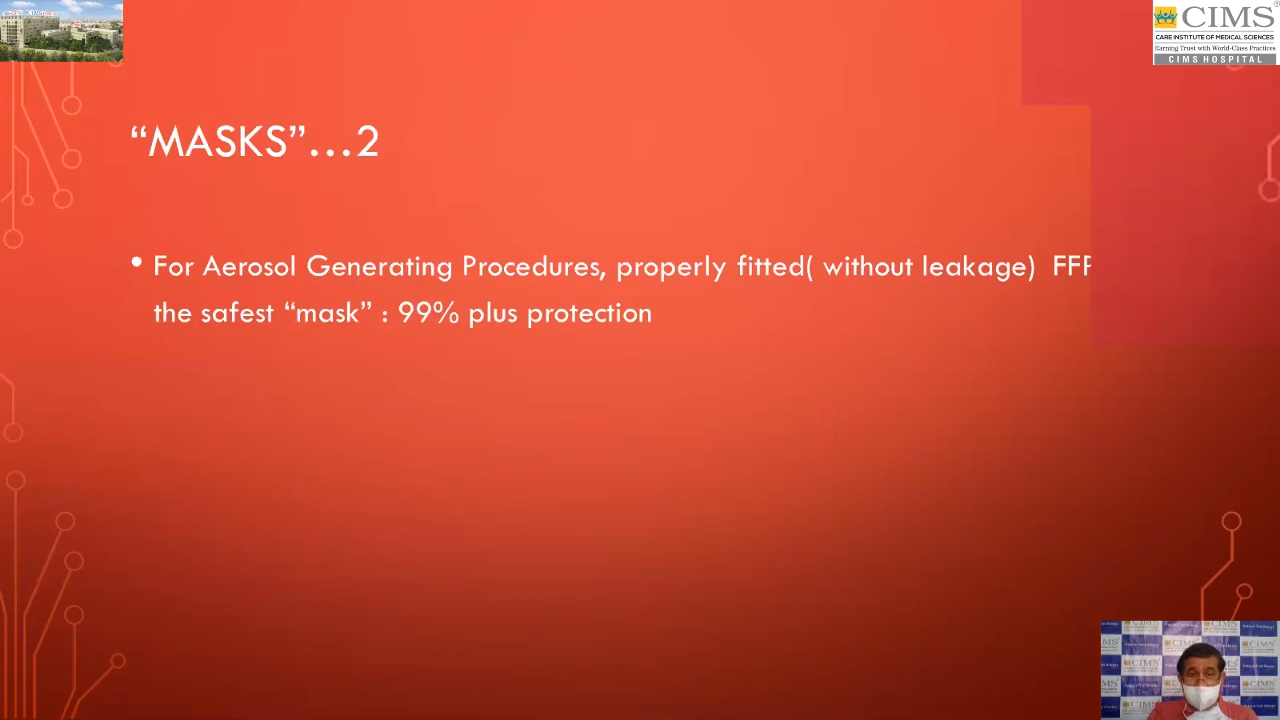 CIMS
CARE INSTITUTE OF MEDICAL SCIENCES
Earning Trust with World-Class Practices
CIMS HOSPITAL
“MASKS”…2
• For Aerosol Generating Procedures, properly fitted( without leakage)
the safest “mask” : 99% plus protection
CIMS